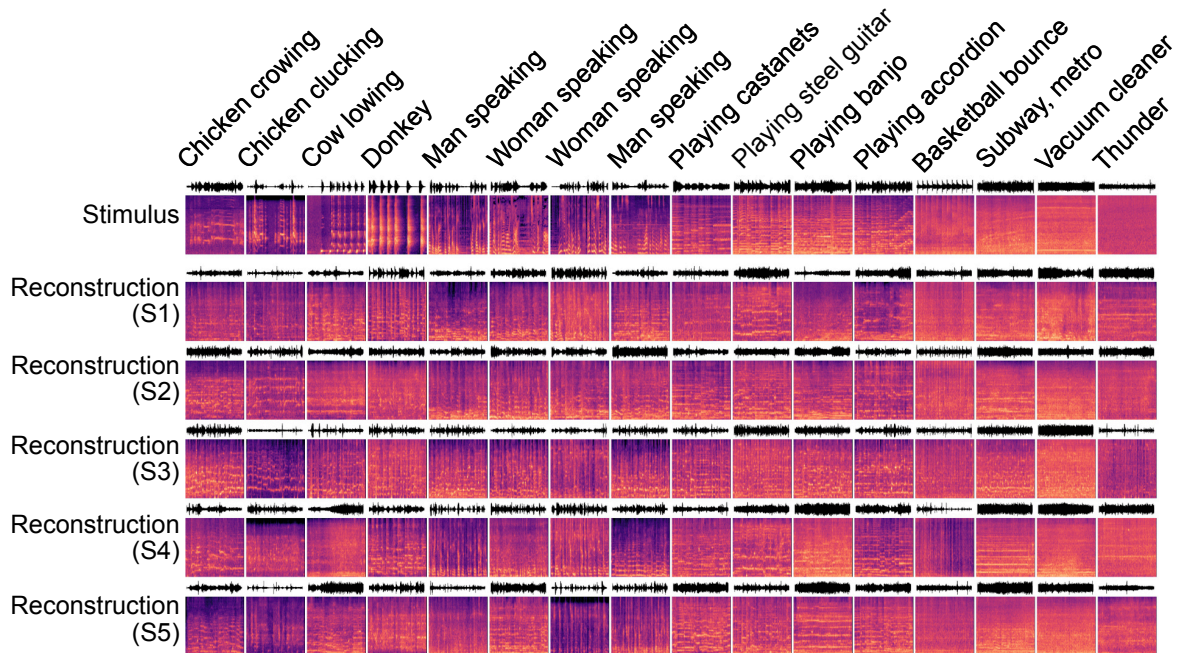 Chicken crowing
Chicken clucking
Cow lowing
Donkey
Man speaking
Woman speaking
Woman speaking
Man speaking
Playing castanets
Playing steel guitar
Playing banjo
Playing accordion
Basketball bounce
Subway, metro
Vacuum cleaner
Thunder
Stimulus
Reconstruction
(S1)
Reconstruction
(S2)
Reconstruction
(S3)
Reconstruction
(S4)
Reconstruction
(S5)